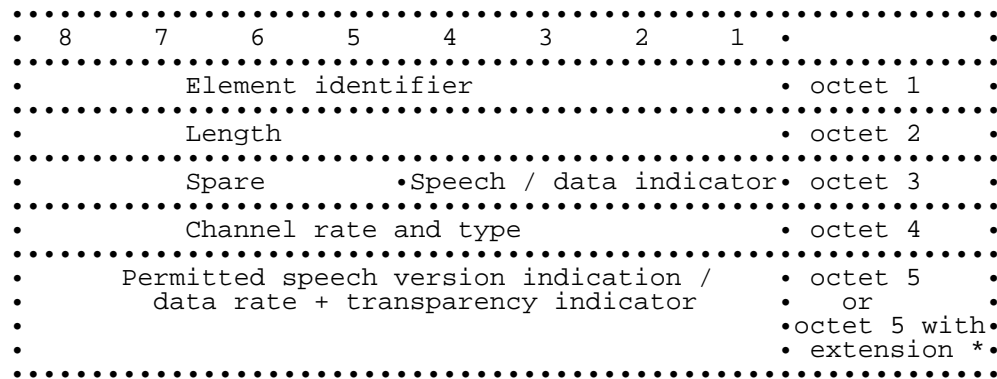 8 7 6 5 4 3 2 1
Element identifier octet 1
Length octet 2
Spare Speech / data indicator octet 3
Channel rate and type octet 4
Permitted speech version indication / octet 5
data rate + transparency indicator or
octet 5 with
extension *